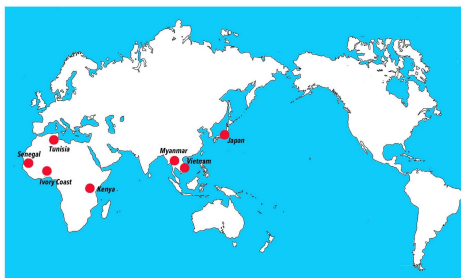 Japan
Myanmar
Vietnam
Tunisia
Senegal
Ivory Coast
Kenya